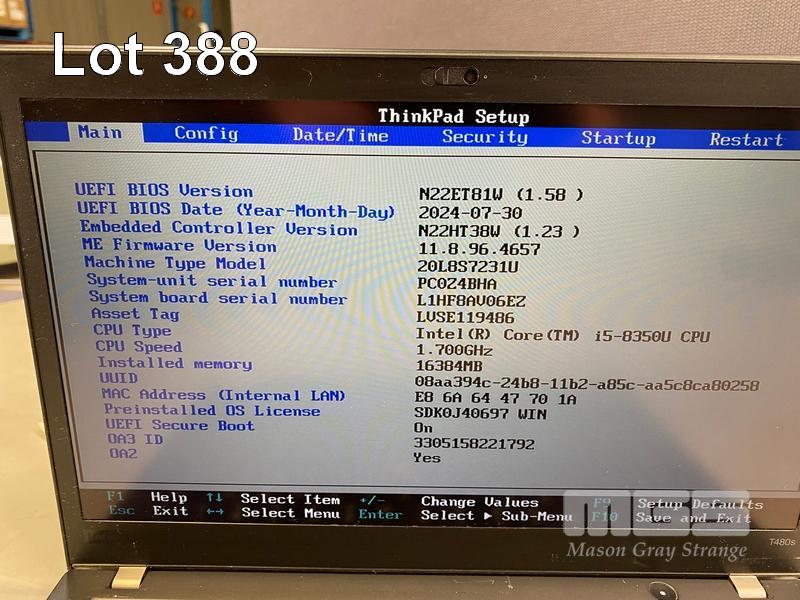 Lot 388
ThinkPad Setup
Main Config Date/Time Security Startup Restart
UEFI BIOS Version N22ET81W (1.58 )
UEFI BIOS Date (Year-Month-Day) 2024-07-30
Embedded Controller Version N22HT38W (1.23 )
ME Firmware Version 11.8.96.4657
Machine Type Model 20L8S7231U
System-unit serial number PC0Z4BHA
System board serial number L1HF8AV06EZ
Asset Tag LVSE119486
CPU Type Intel(R) Core(TM) i5-8350U CPU
CPU Speed 1.700GHz
Installed memory 16384MB
UUID 08aa394c-24b8-11b2-a85c-aa5c8ca80258
MAC Address (Internal LAN) E8 6A 64 47 70 1A
Preinstalled OS License SDK0J40697 WIN
UEFI Secure Boot On
OA3 ID 3305158221792
OA2 Yes
F1 Help ↑↓ Select Item +/- Change Values F9 Setup Defaults
Esc Exit ←→ Select Menu Enter Select ▶ Sub-Menu F10 Save and Exit
MGS
Mason Gray Strange
T480s